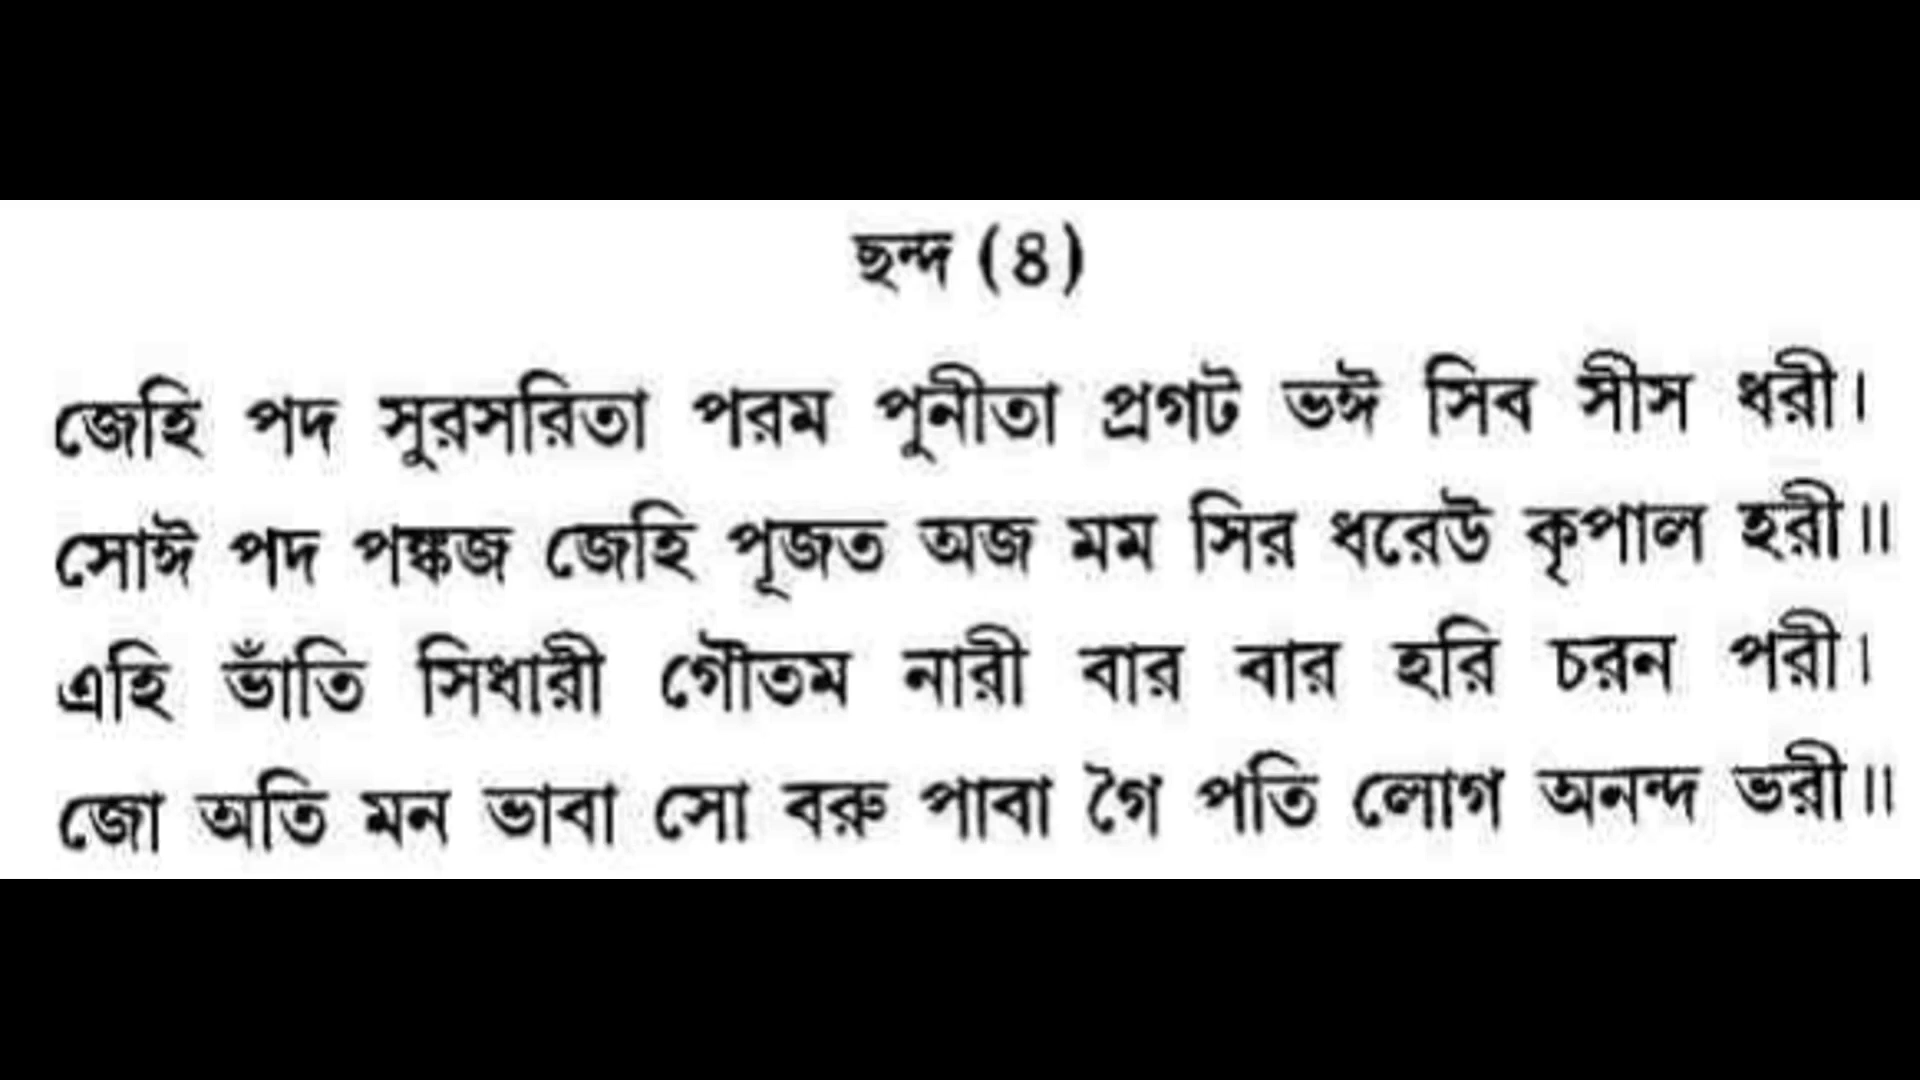 ছন্দ (৪)
জেহি পদ সুরসরিতা পরম পুনীতা প্রগট ভঈ সিব সীস ধরী।
সোঈ পদ পঙ্কজ জেহি পূজত অজ মম সির ধরেউ কৃপাল হরী॥
এহি ভাঁতি সিধারী গৌতম নারী বার বার হরি চরন পরী।
জো অতি মন ভাবা সো বরু পাবা গৈ পতি লোগ অনন্দ ভরী॥